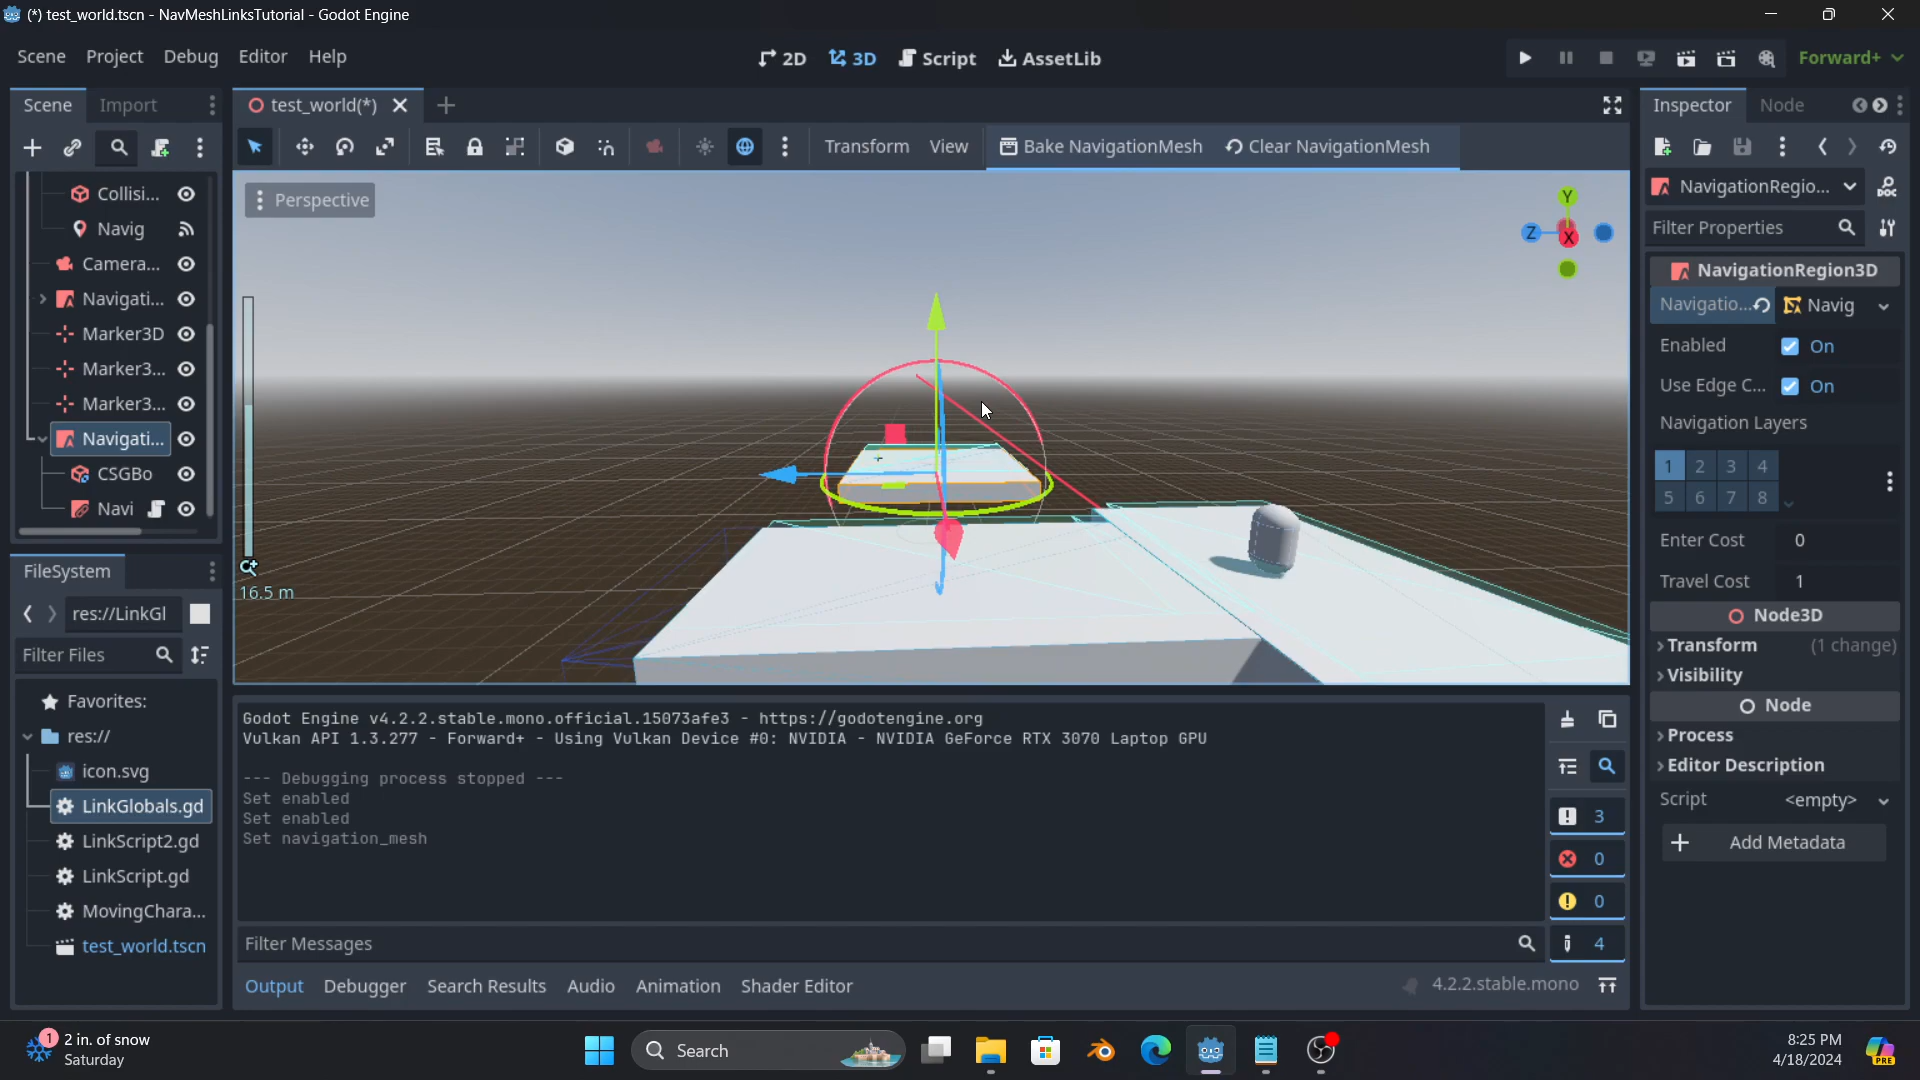 (*) test_world.tscn - NavMeshLinksTutorial - Godot Engine
Scene Project Debug Editor Help
2D 3D Script AssetLib
Forward+
Scene Import
test_world(*)
Inspector Node
Transform View Bake NavigationMesh Clear NavigationMesh
Perspective
Y
Z
X
Collisi...
Navig
Camera...
Navigati...
Marker3D
Marker3...
Marker3...
Navigati...
CSGBo
Navi
16.5 m
FileSystem
res://LinkGl
Filter Files
Favorites:
res://
icon.svg
LinkGlobals.gd
LinkScript2.gd
LinkScript.gd
MovingChara...
test_world.tscn
Godot Engine v4.2.2.stable.mono.official.15073afe3 - https://godotengine.org
Vulkan API 1.3.277 - Forward+ - Using Vulkan Device #0: NVIDIA - NVIDIA GeForce RTX 3070 Laptop GPU
--- Debugging process stopped ---
Set enabled
Set enabled
Set navigation_mesh
3
0
0
4
Filter Messages
Output Debugger Search Results Audio Animation Shader Editor
4.2.2.stable.mono
NavigationRegio...
DOC
Filter Properties
NavigationRegion3D
Navigatio... Navig
Enabled On
Use Edge C... On
Navigation Layers
1 2 3 4
5 6 7 8
Enter Cost 0
Travel Cost 1
Node3D
Transform (1 change)
Visibility
Node
Process
Editor Description
Script <empty>
Add Metadata
1
2 in. of snow
Saturday
Search
8:25 PM
4/18/2024
PRE